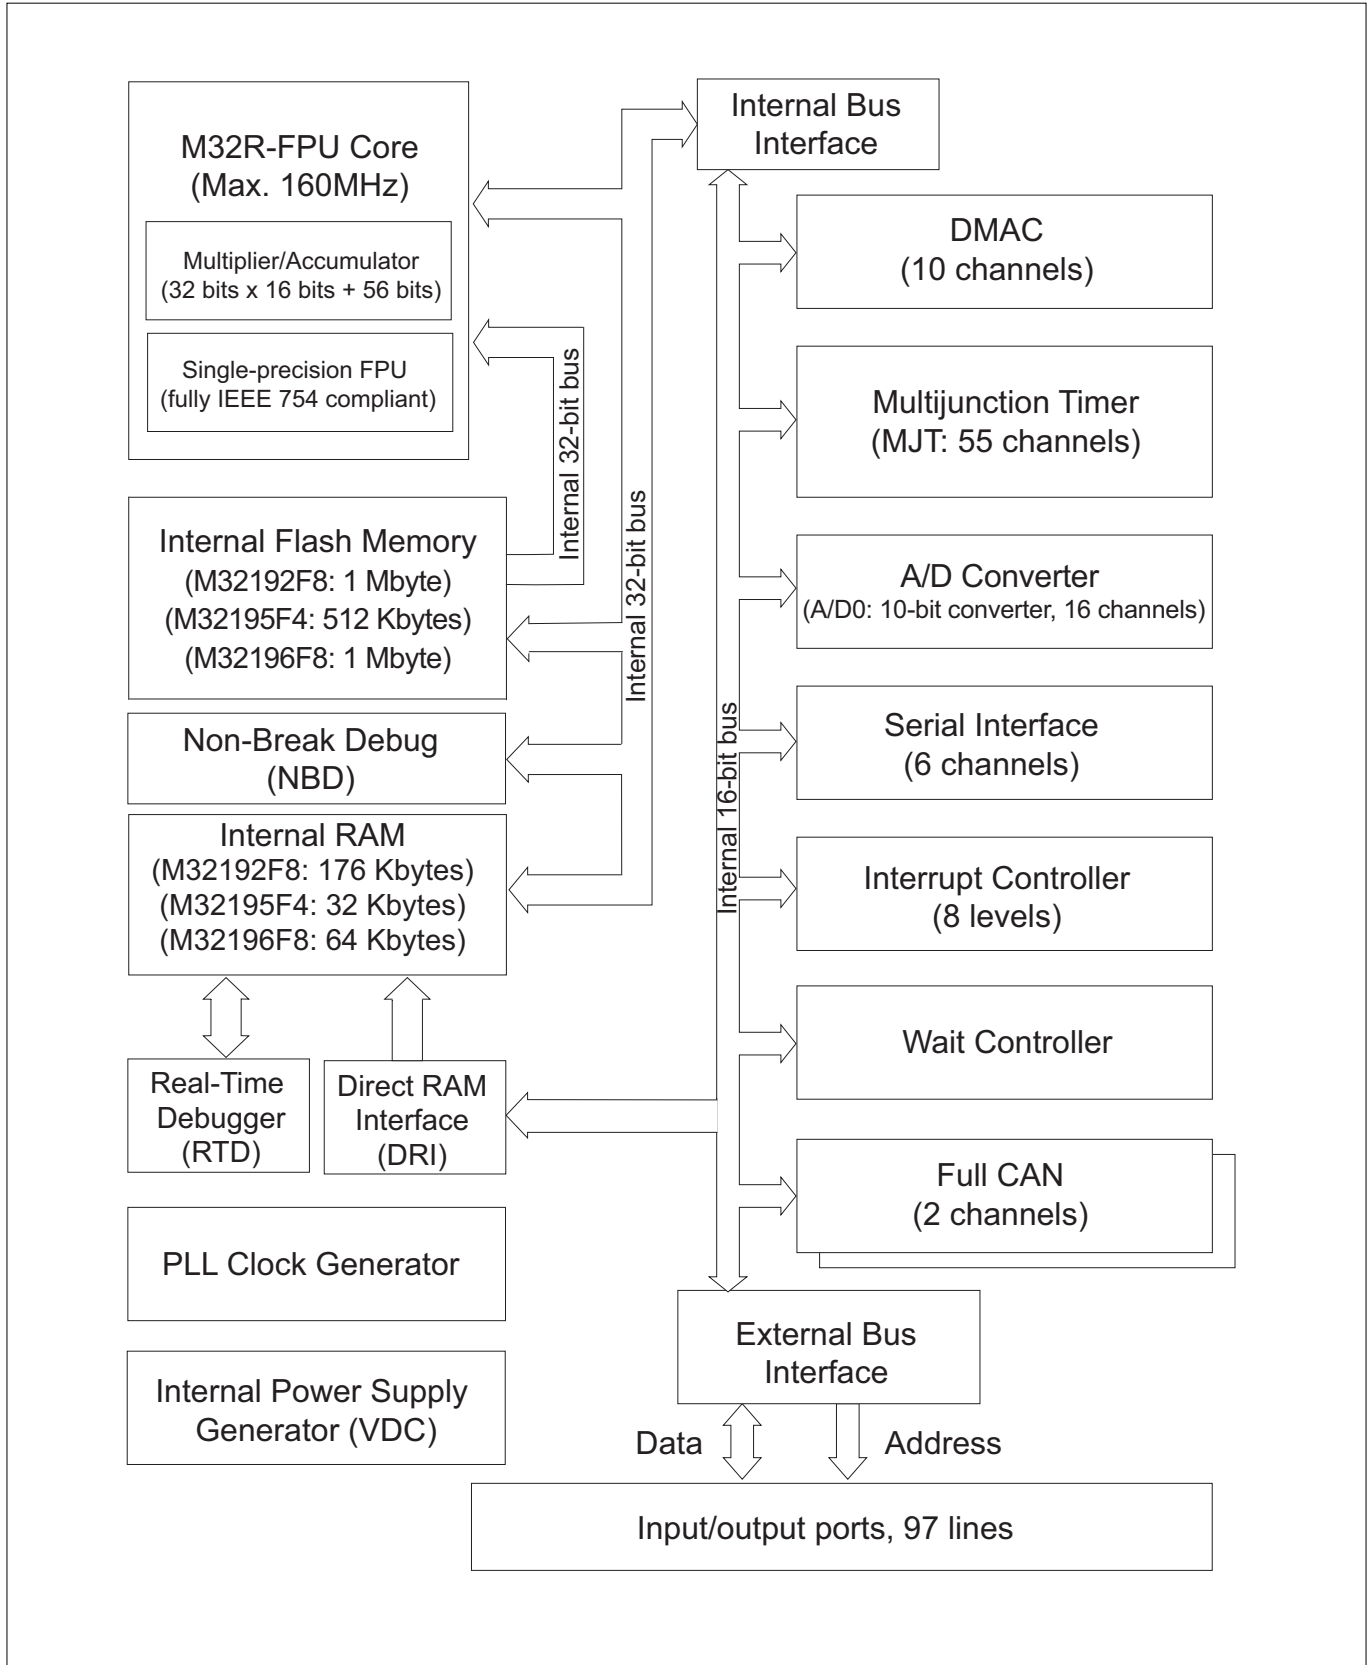 M32R-FPU Core
(Max. 160MHz)
Multiplier/Accumulator
(32 bits x 16 bits + 56 bits)
Single-precision FPU
(fully IEEE 754 compliant)
Internal Flash Memory
(M32192F8: 1 Mbyte)
(M32195F4: 512 Kbytes)
(M32196F8: 1 Mbyte)
Non-Break Debug
(NBD)
Internal RAM
(M32192F8: 176 Kbytes)
(M32195F4: 32 Kbytes)
(M32196F8: 64 Kbytes)
Real-Time
Debugger
(RTD)
Direct RAM
Interface
(DRI)
PLL Clock Generator
Internal Power Supply
Generator (VDC)
Internal 32-bit bus
Internal 32-bit bus
Internal 16-bit bus
Internal Bus
Interface
DMAC
(10 channels)
Multijunction Timer
(MJT: 55 channels)
A/D Converter
(A/D0: 10-bit converter, 16 channels)
Serial Interface
(6 channels)
Interrupt Controller
(8 levels)
Wait Controller
Full CAN
(2 channels)
External Bus
Interface
Data
Address
Input/output ports, 97 lines